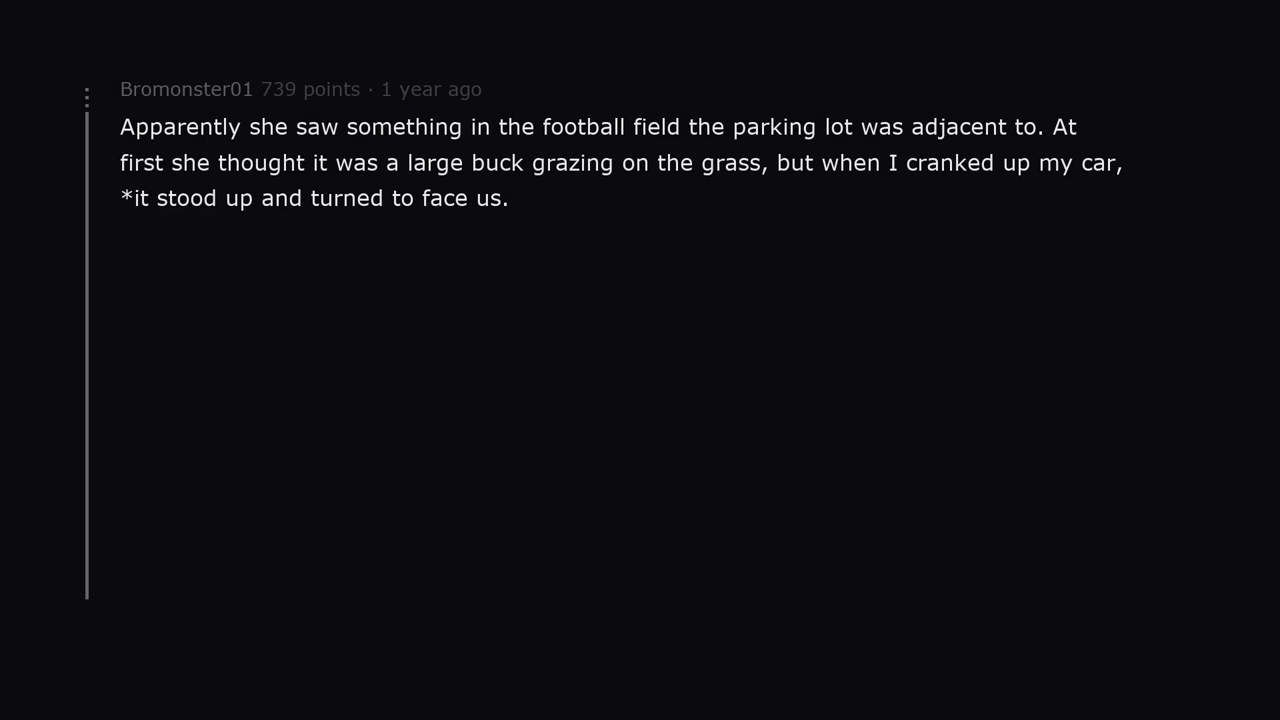 Bromonster01 739 points · 1 year ago
Apparently she saw something in the football field the parking lot was adjacent to. At
first she thought it was a large buck grazing on the grass, but when I cranked up my car,
*it stood up and turned to face us.